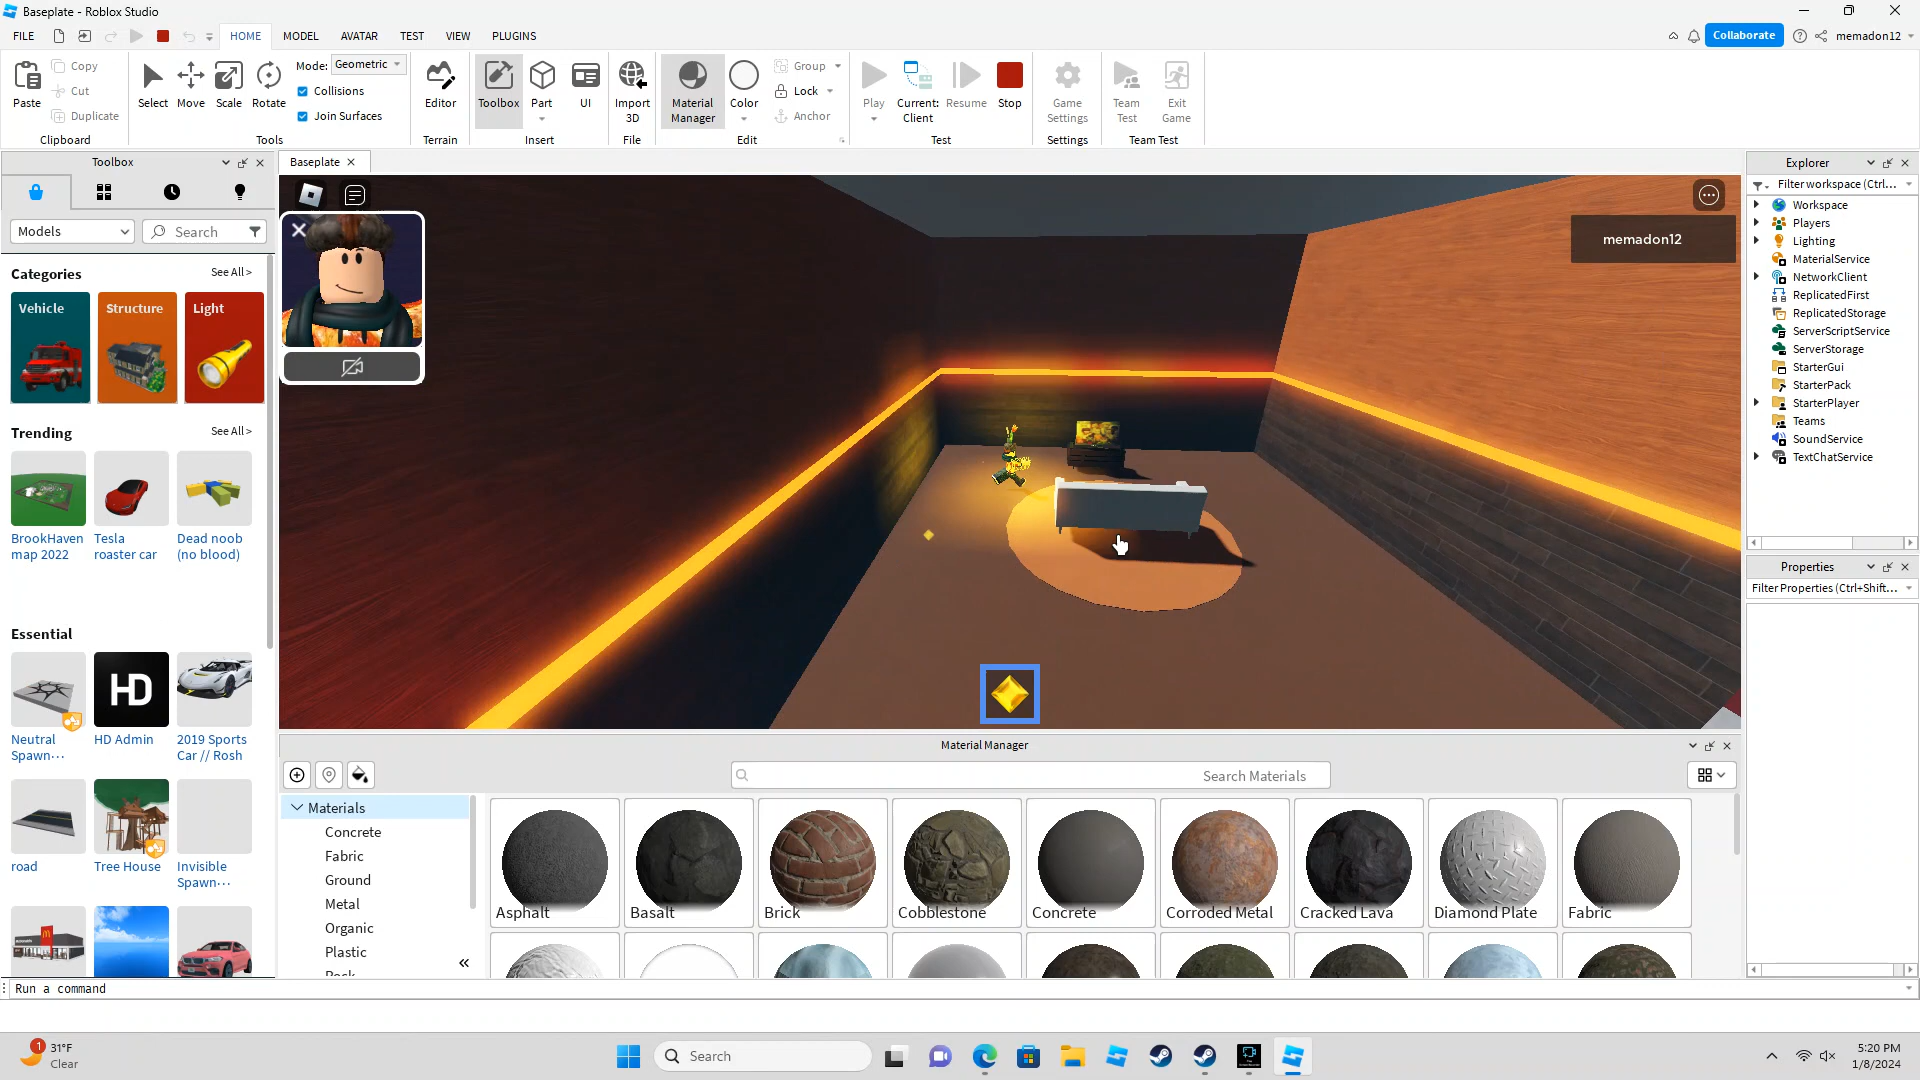 Baseplate - Roblox Studio
FILE HOME MODEL AVATAR TEST VIEW PLUGINS Collaborate memadon12
Paste Copy Cut Duplicate Clipboard
Select Move Scale Rotate Mode: Geometric Collisions Join Surfaces Tools
Editor Terrain
Toolbox Part UI Insert
Import 3D File
Material Manager Color Group Lock Anchor Edit
Play Current: Client Resume Stop Test
Game Settings Settings
Team Test Exit Game Team Test
Toolbox
Models Search
Categories See All >
Vehicle Structure Light
Trending See All >
BrookHaven map 2022
Tesla roaster car
Dead noob (no blood)
Essential
HD
Neutral Spawn...
HD Admin
2019 Sports Car // Rosh
road
Tree House
Invisible Spawn...
Baseplate
memadon12
Material Manager
Search Materials
Materials
Concrete
Fabric
Ground
Metal
Organic
Plastic
Rock
Asphalt Basalt Brick Cobblestone Concrete Corroded Metal Cracked Lava Diamond Plate Fabric
Explorer
Filter workspace (Ctrl...
Workspace
Players
Lighting
MaterialService
NetworkClient
ReplicatedFirst
ReplicatedStorage
ServerScriptService
ServerStorage
StarterGui
StarterPack
StarterPlayer
Teams
SoundService
TextChatService
Properties
Filter Properties (Ctrl+Shift...
Run a command
1
31°F
Clear
Search
5:20 PM
1/8/2024